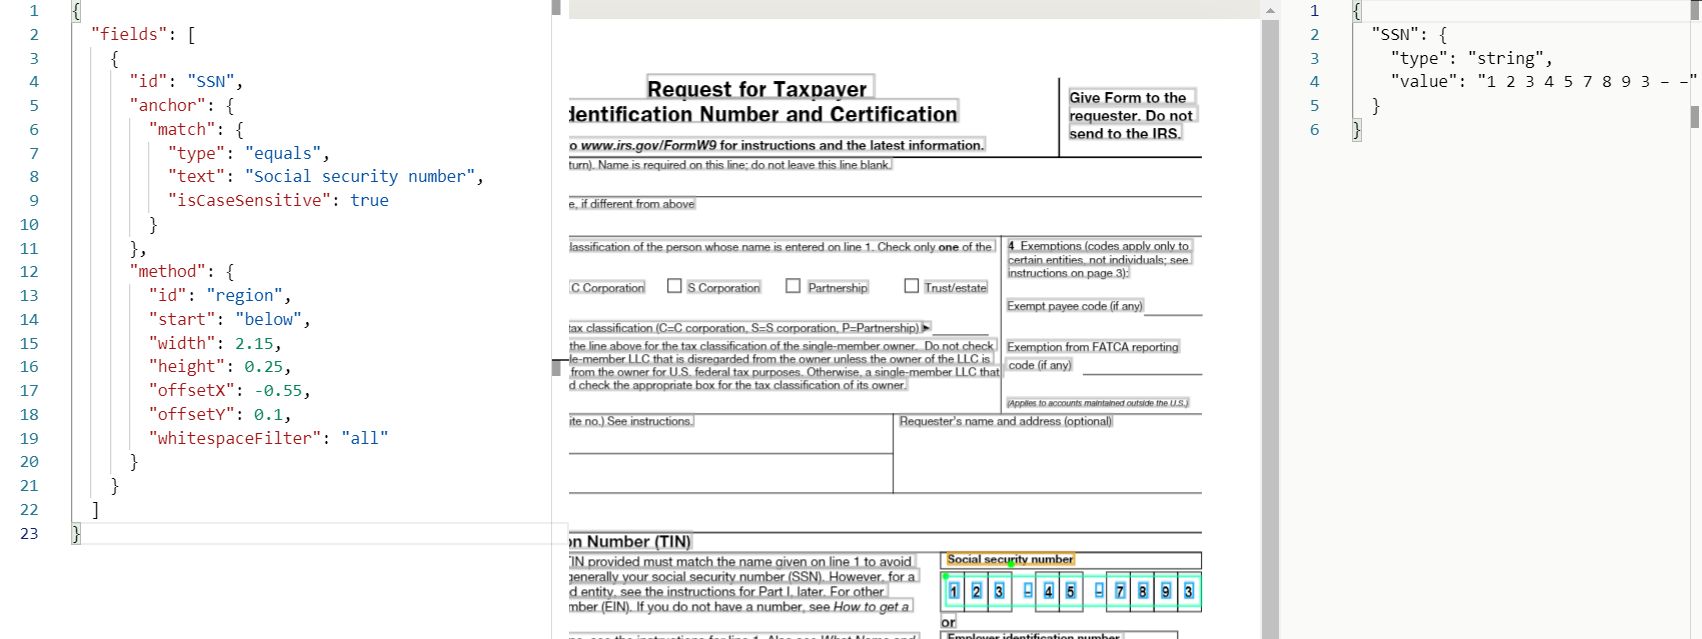 1 {
2 "fields": [
3 {
4 "id": "SSN",
5 "anchor": {
6 "match": {
7 "type": "equals",
8 "text": "Social security number",
9 "isCaseSensitive": true
10 }
11 },
12 "method": {
13 "id": "region",
14 "start": "below",
15 "width": 2.15,
16 "height": 0.25,
17 "offsetX": -0.55,
18 "offsetY": 0.1,
19 "whitespaceFilter": "all"
20 }
21 }
22 ]
23 }
Request for Taxpayer
dentification Number and Certification
o www.irs.gov/FormW9 for instructions and the latest information.
Give Form to the
requester. Do not
send to the IRS.
turn). Name is required on this line; do not leave this line blank.
e, if different from above
lassification of the person whose name is entered on line 1. Check only one of the
C Corporation
S Corporation
Partnership
Trust/estate
tax classification (C=C corporation, S=S corporation, P=Partnership) ▶
the line above for the tax classification of the single-member owner. Do not check
le-member LLC that is disregarded from the owner unless the owner of the LLC is
from the owner for U.S. federal tax purposes. Otherwise, a single-member LLC that
d check the appropriate box for the tax classification of its owner.
4 Exemptions (codes apply only to
certain entities, not individuals; see
instructions on page 3):
Exempt payee code (if any)
Exemption from FATCA reporting
code (if any)
(Applies to accounts maintained outside the U.S.)
ite no.) See instructions.
Requester's name and address (optional)
on Number (TIN)
TIN provided must match the name given on line 1 to avoid
generally your social security number (SSN). However, for a
d entity, see the instructions for Part I, later. For other
mber (EIN). If you do not have a number, see How to get a
Social security number
1 2 3 – 4 5 – 7 8 9 3
or
Employer identification number
1 {
2 "SSN": {
3 "type": "string",
4 "value": "1 2 3 4 5 7 8 9 3 – –"
5 }
6 }